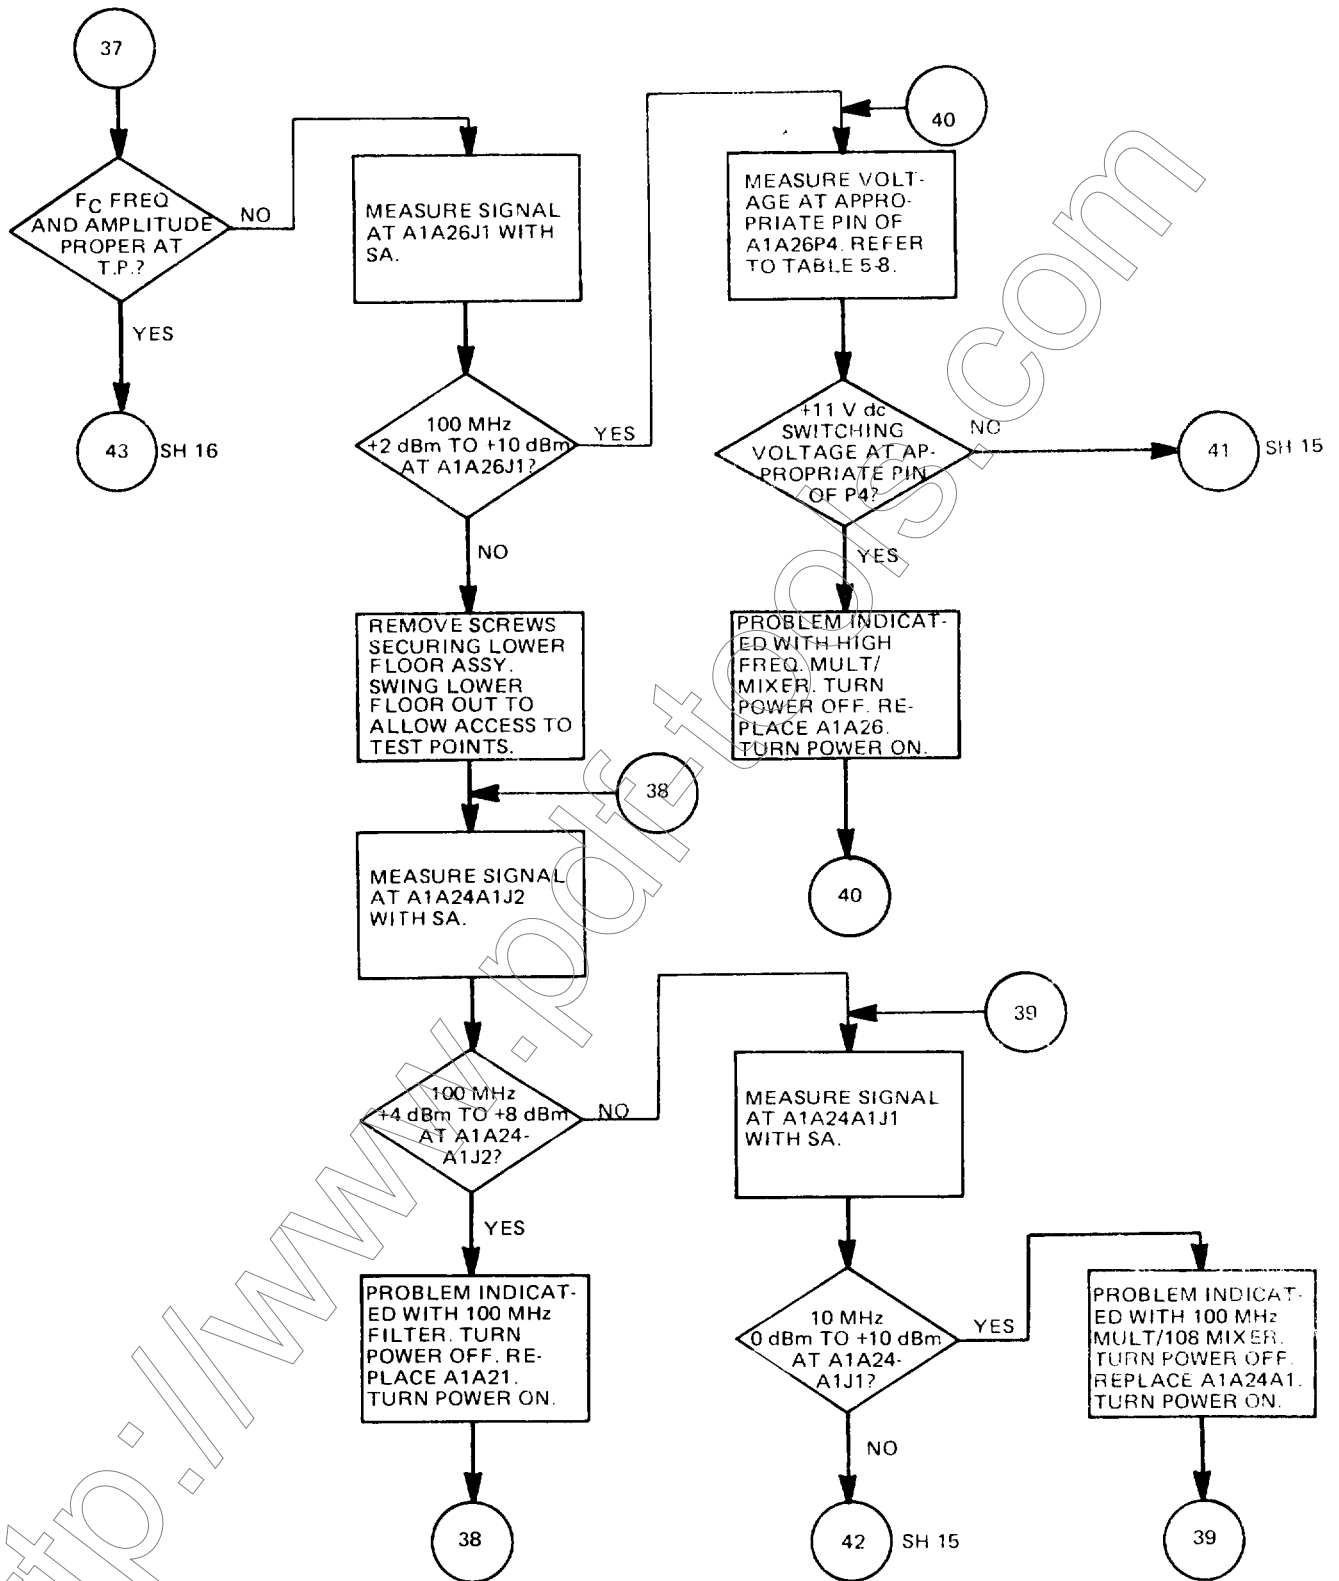 37
FC FREQ
AND AMPLITUDE
PROPER AT
T.P.?
NO
YES
43
SH 16
MEASURE SIGNAL
AT A1A26J1 WITH
SA.
100 MHz
+2 dBm TO +10 dBm
AT A1A26J1?
YES
NO
40
MEASURE VOLT-
AGE AT APPRO-
PRIATE PIN OF
A1A26P4. REFER
TO TABLE 5-8.
+11 V dc
SWITCHING
VOLTAGE AT AP-
PROPRIATE PIN
OF P4?
NO
41
SH 15
YES
PROBLEM INDICAT-
ED WITH HIGH
FREQ. MULT/
MIXER. TURN
POWER OFF. RE-
PLACE A1A26.
TURN POWER ON.
40
REMOVE SCREWS
SECURING LOWER
FLOOR ASSY.
SWING LOWER
FLOOR OUT TO
ALLOW ACCESS TO
TEST POINTS.
38
MEASURE SIGNAL
AT A1A24A1J2
WITH SA.
100 MHz
+4 dBm TO +8 dBm
AT A1A24-
A1J2?
NO
YES
PROBLEM INDICAT-
ED WITH 100 MHz
FILTER. TURN
POWER OFF. RE-
PLACE A1A21.
TURN POWER ON.
38
39
MEASURE SIGNAL
AT A1A24A1J1
WITH SA.
10 MHz
0 dBm TO +10 dBm
AT A1A24-
A1J1?
YES
NO
42
SH 15
PROBLEM INDICAT-
ED WITH 100 MHz
MULT/108 MIXER.
TURN POWER OFF.
REPLACE A1A24A1.
TURN POWER ON.
39
ttp://www.pdf-tools.com